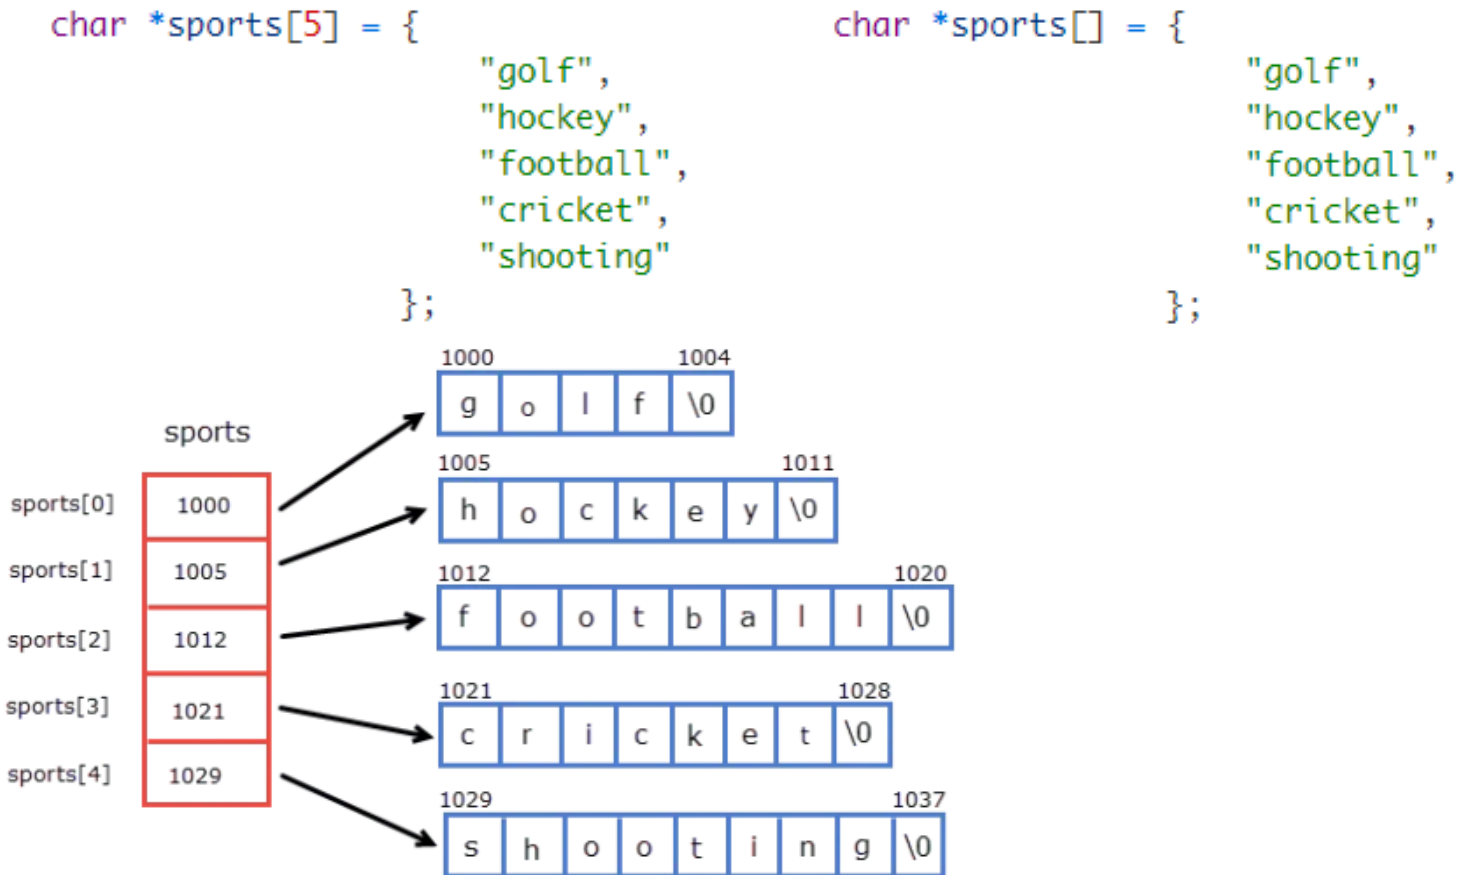 char *sports[5] = {
"golf",
"hockey",
"football",
"cricket",
"shooting"
};
char *sports[] = {
"golf",
"hockey",
"football",
"cricket",
"shooting"
};
sports
sports[0] 1000
sports[1] 1005
sports[2] 1012
sports[3] 1021
sports[4] 1029
1000 1004
g o l f \0
1005 1011
h o c k e y \0
1012 1020
f o o t b a l l \0
1021 1028
c r i c k e t \0
1029 1037
s h o o t i n g \0